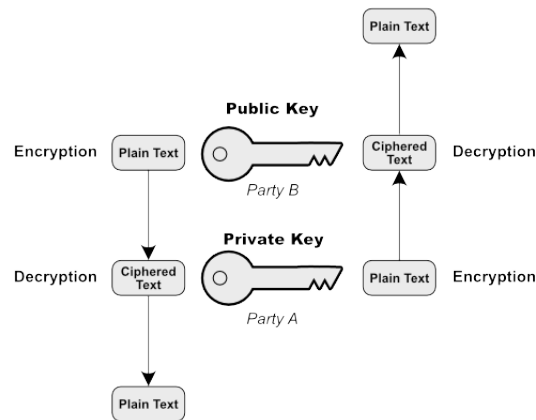 Plain Text
Public Key
Encryption
Plain Text
Ciphered
Text
Decryption
Party B
Private Key
Decryption
Ciphered
Text
Plain Text
Encryption
Party A
Plain Text